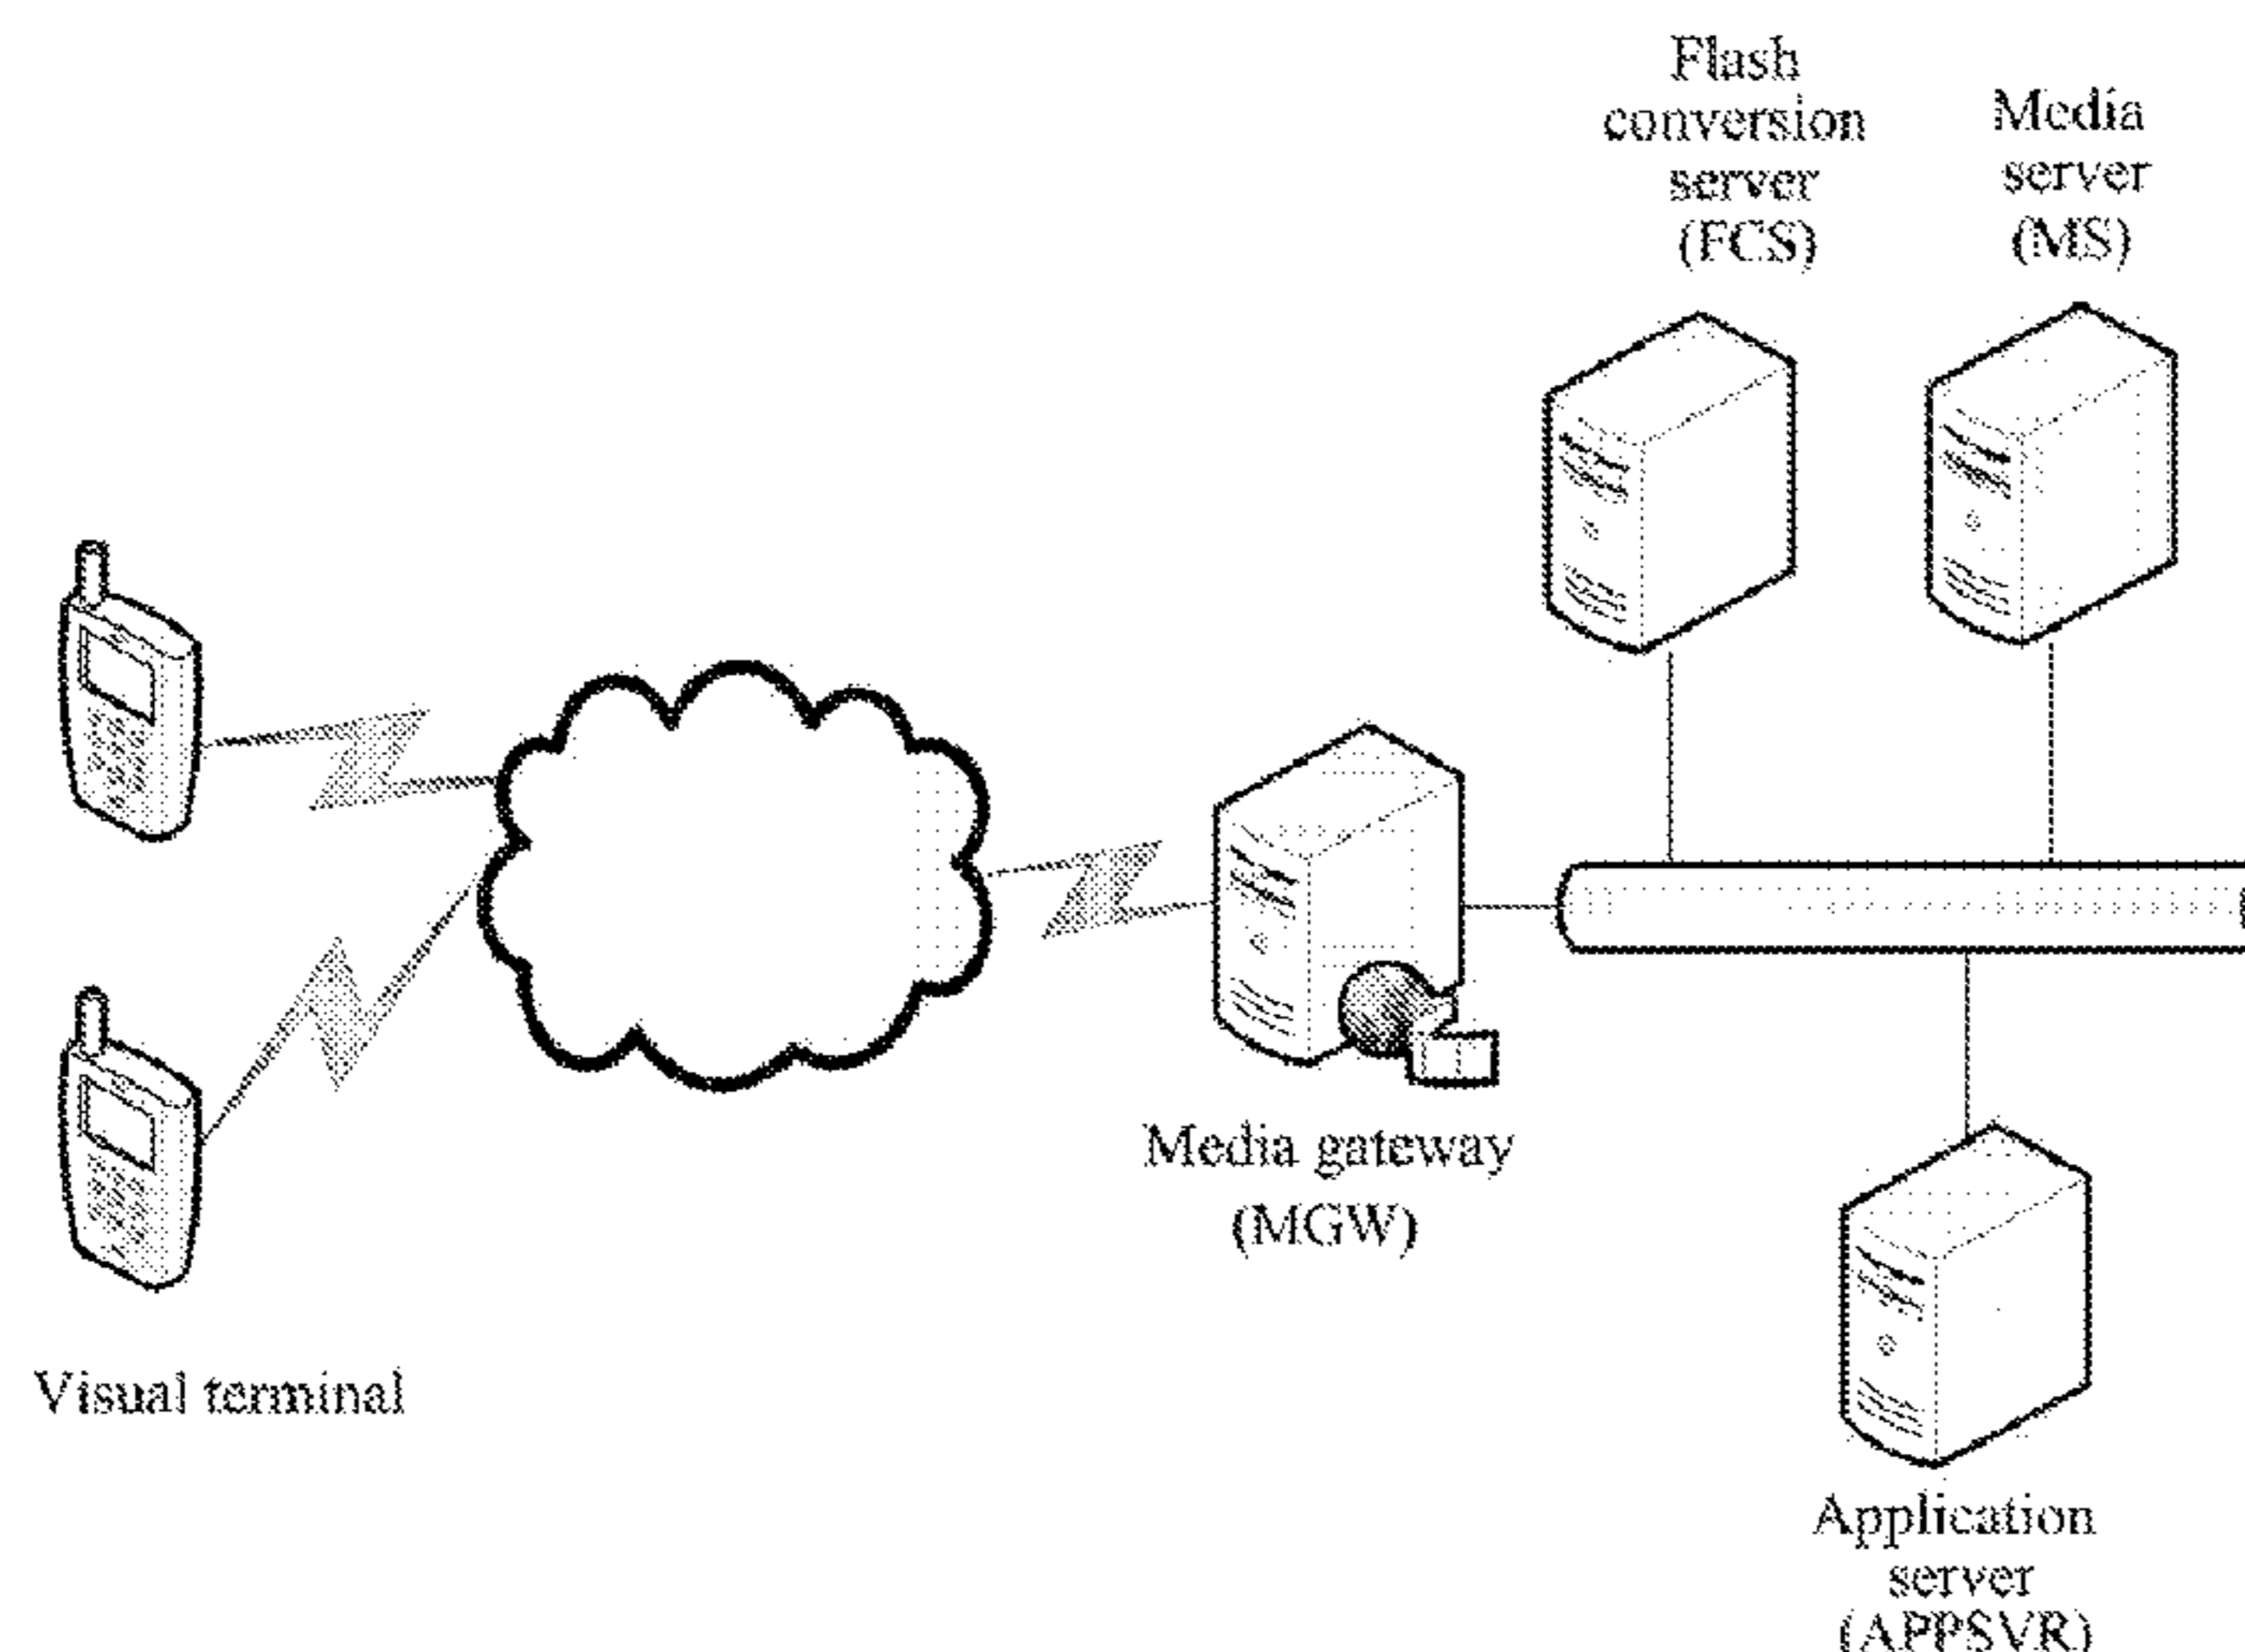 Flash
conversion
server
(FCS)
Media
server
(MS)
Media gateway
(MGW)
Visual terminal
Application
server
(APPSVR)